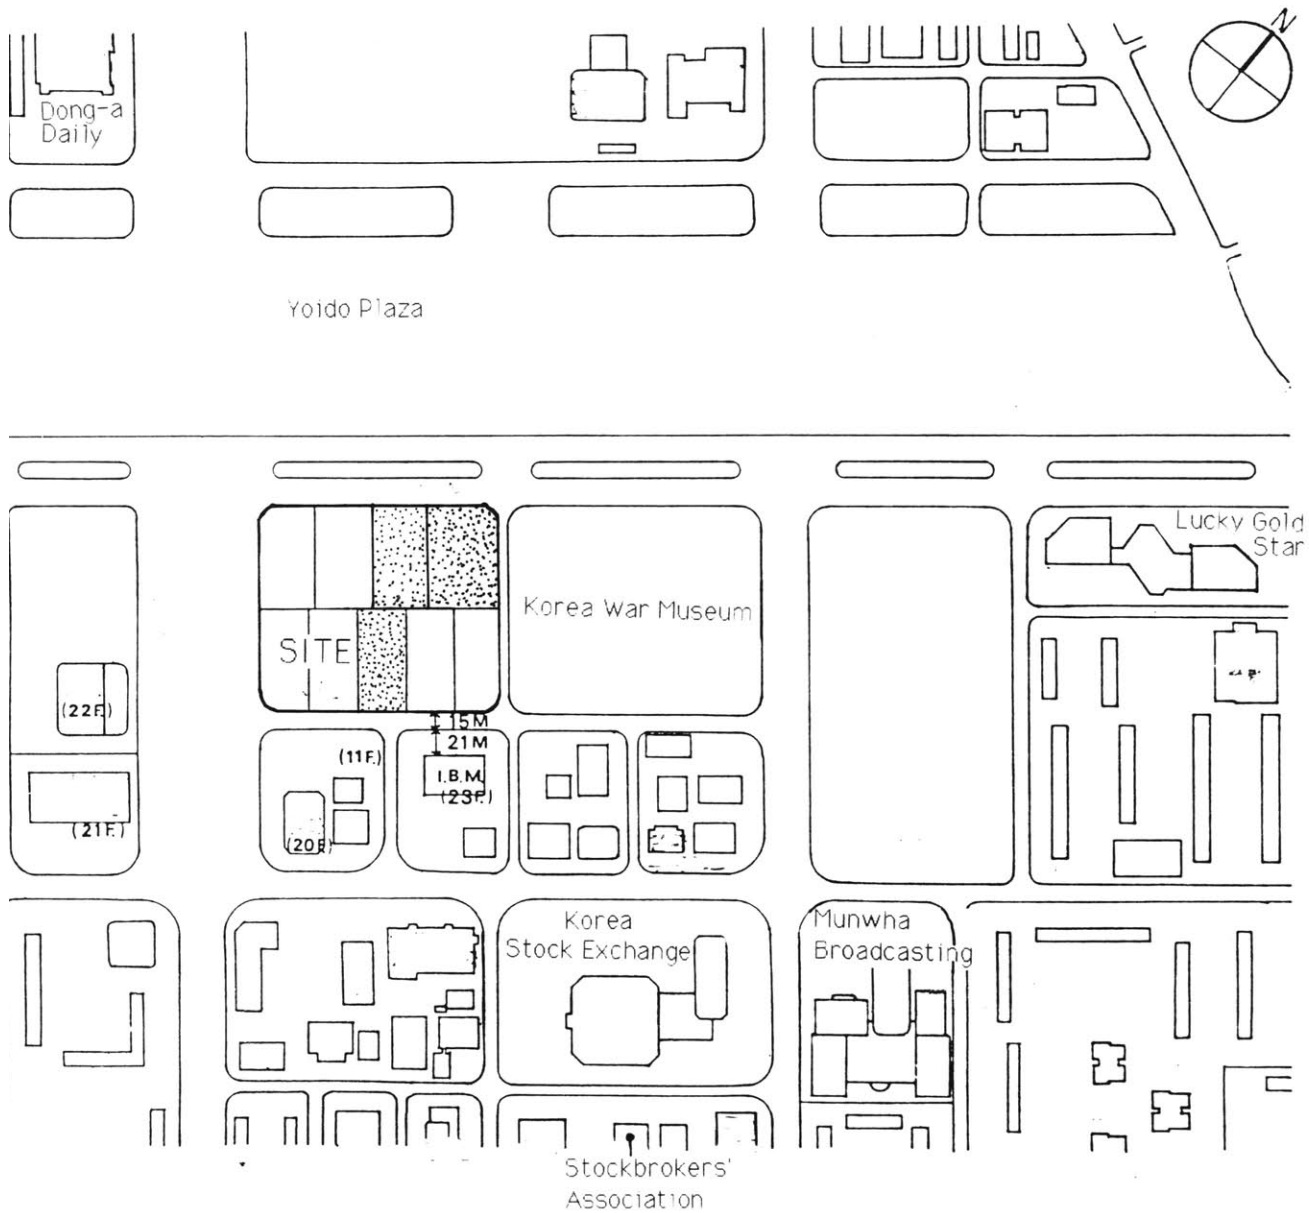 N
Dong-a
Daily
Yoido Plaza
Lucky Gold
Star
Korea War Museum
SITE
(22F.)
15M
21M
(11F.)
I.B.M.
(23F.)
(21F.)
(20F.)
Korea
Stock Exchange
Munwha
Broadcasting
Stockbrokers'
Association